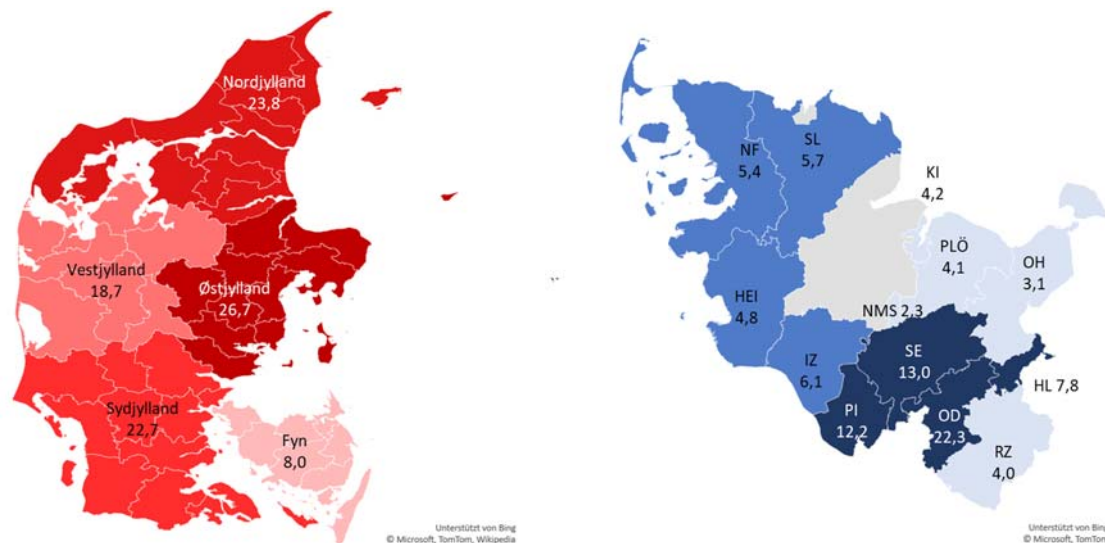 Nordjylland
23,8
Vestjylland
18,7
Østjylland
26,7
Sydjylland
22,7
Fyn
8,0
Unterstützt von Bing
© Microsoft, TomTom, Wikipedia
NF
5,4
SL
5,7
KI
4,2
PLÖ
4,1
OH
3,1
HEI
4,8
NMS 2,3
IZ
6,1
SE
13,0
HL 7,8
PI
12,2
OD
22,3
RZ
4,0
Unterstützt von Bing
© Microsoft, TomTom